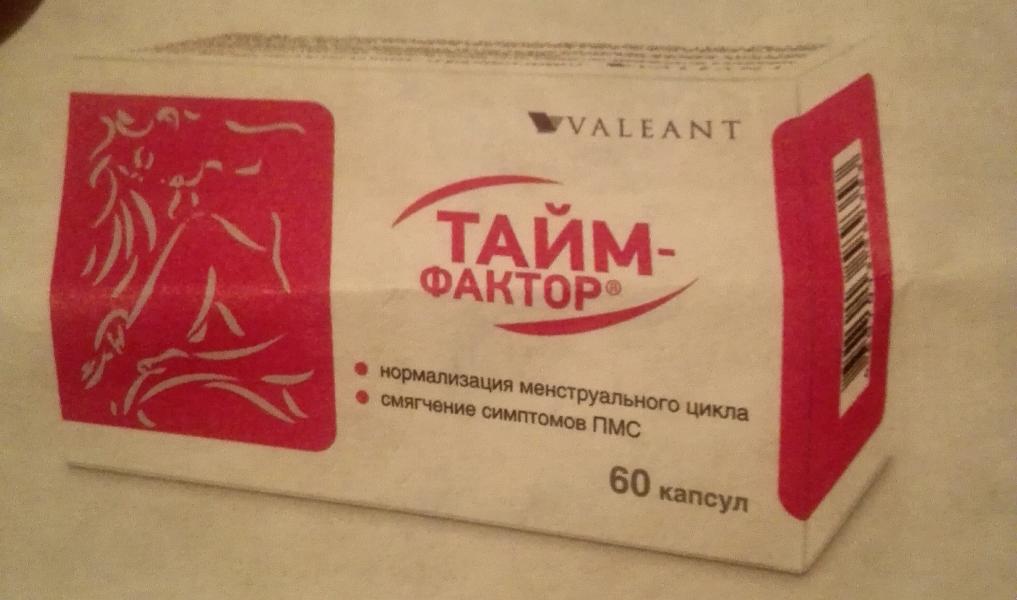 VALEANT
ТАЙМ-
ФАКТОР®
нормализация менструального цикла
смягчение симптомов ПМС
60 капсул